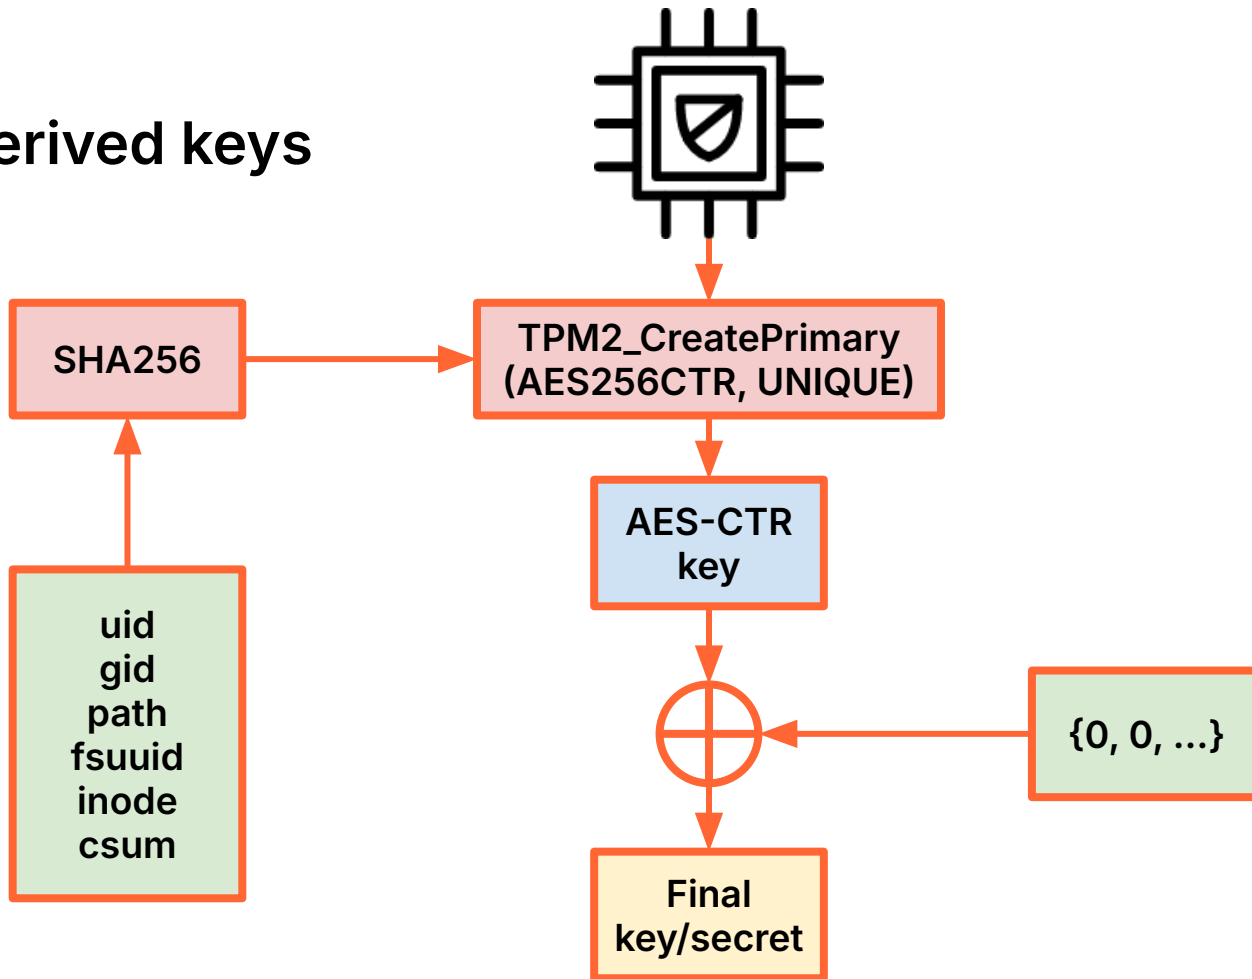 erived keys
SHA256
TPM2_CreatePrimary
(AES256CTR, UNIQUE)
AES-CTR
key
uid
gid
path
fsuuid
inode
csum
{0, 0, …}
Final
key/secret